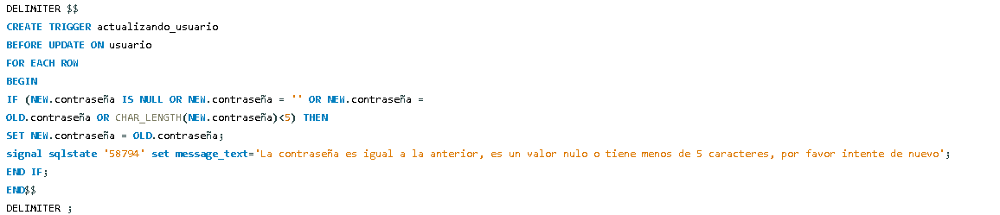 DELIMITER $$
CREATE TRIGGER actualizando_usuario
BEFORE UPDATE ON usuario
FOR EACH ROW
BEGIN
IF (NEW.contraseña IS NULL OR NEW.contraseña = '' OR NEW.contraseña =
OLD.contraseña OR CHAR_LENGTH(NEW.contraseña)<5) THEN
SET NEW.contraseña = OLD.contraseña;
signal sqlstate '58794' set message_text='La contraseña es igual a la anterior, es un valor nulo o tiene menos de 5 caracteres, por favor intente de nuevo';
END IF;
END$$
DELIMITER ;